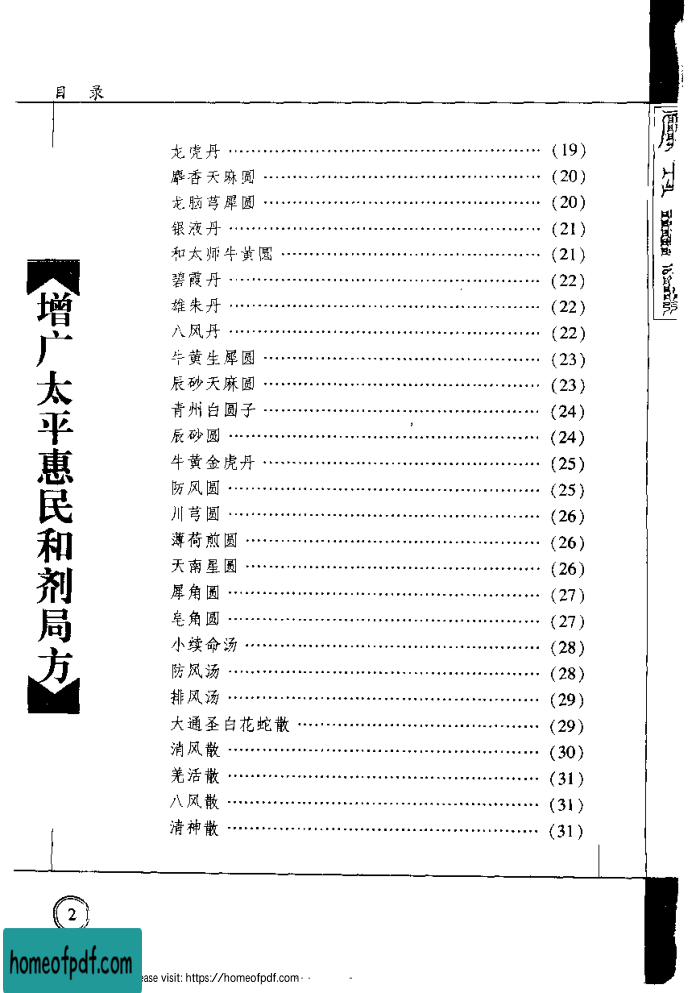 目 录
龙虎丹 …… (19)
麝香天麻圆 …… (20)
龙脑芎犀圆 …… (20)
银液丹 …… (21)
和太师牛黄圆 …… (21)
碧霞丹 …… (22)
雄朱丹 …… (22)
八风丹 …… (22)
牛黄生犀圆 …… (23)
辰砂天麻圆 …… (23)
青州白圆子 …… (24)
辰砂圆 …… (24)
牛黄金虎丹 …… (25)
防风圆 …… (25)
川芎圆 …… (26)
薄荷煎圆 …… (26)
天南星圆 …… (26)
犀角圆 …… (27)
皂角圆 …… (27)
小续命汤 …… (28)
防风汤 …… (28)
排风汤 …… (29)
大通圣白花蛇散 …… (29)
消风散 …… (30)
羌活散 …… (31)
八风散 …… (31)
清神散 …… (31)
增广太平惠民和剂局方
2
homeofpdf.com
ease visit: https://homeofpdf.com